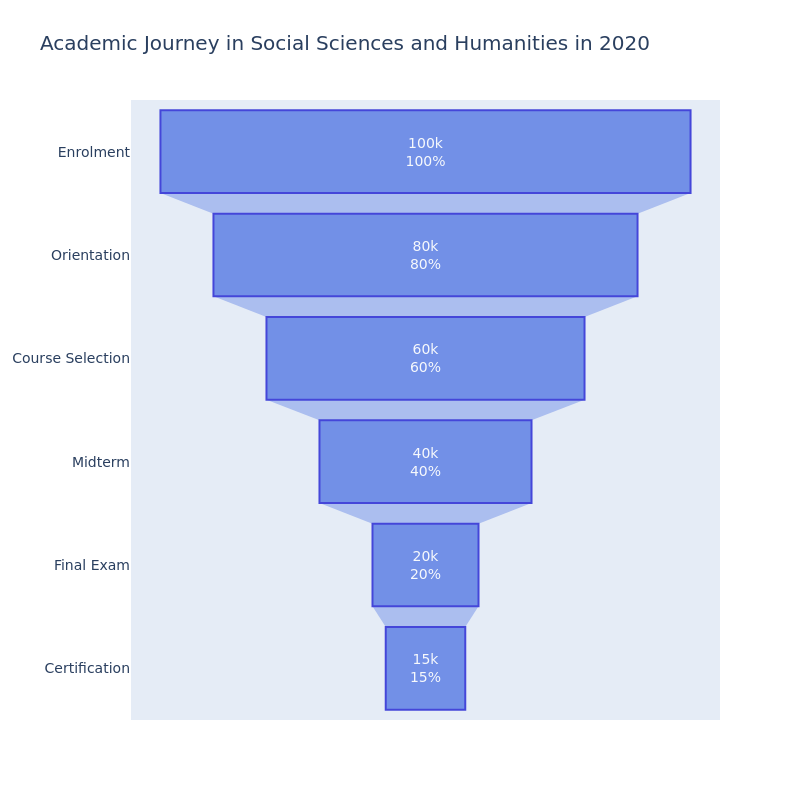 Academic Journey in Social Sciences and Humanities in 2020
Enrolment
100k
100%
Orientation
80k
80%
Course Selection
60k
60%
Midterm
40k
40%
Final Exam
20k
20%
Certification
15k
15%